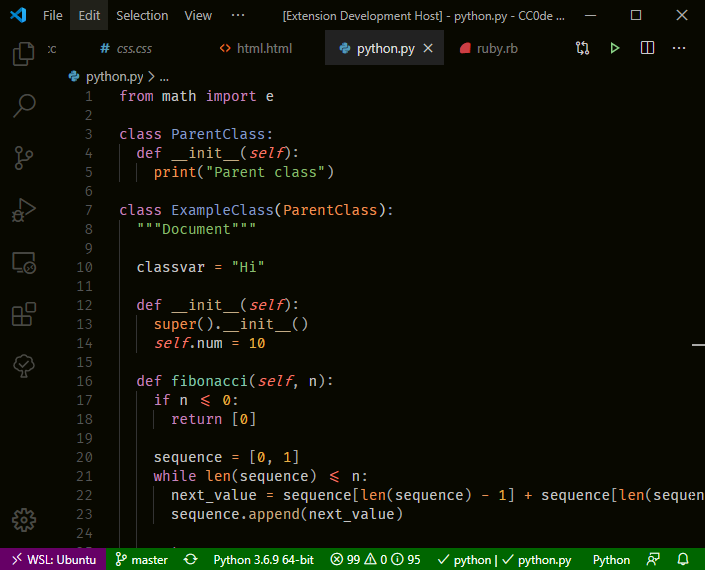 File Edit Selection View ··· [Extension Development Host] - python.py - CC0de ...
:c # css.css <> html.html python.py ruby.rb ···
python.py > ...
1 from math import e
2
3 class ParentClass:
4 def __init__(self):
5 print("Parent class")
6
7 class ExampleClass(ParentClass):
8 """Document"""
9
10 classvar = "Hi"
11
12 def __init__(self):
13 super().__init__()
14 self.num = 10
15
16 def fibonacci(self, n):
17 if n <= 0:
18 return [0]
19
20 sequence = [0, 1]
21 while len(sequence) <= n:
22 next_value = sequence[len(sequence) - 1] + sequence[len(sequen
23 sequence.append(next_value)
24
WSL: Ubuntu master Python 3.6.9 64-bit 99 0 95 ✓ python | ✓ python.py Python